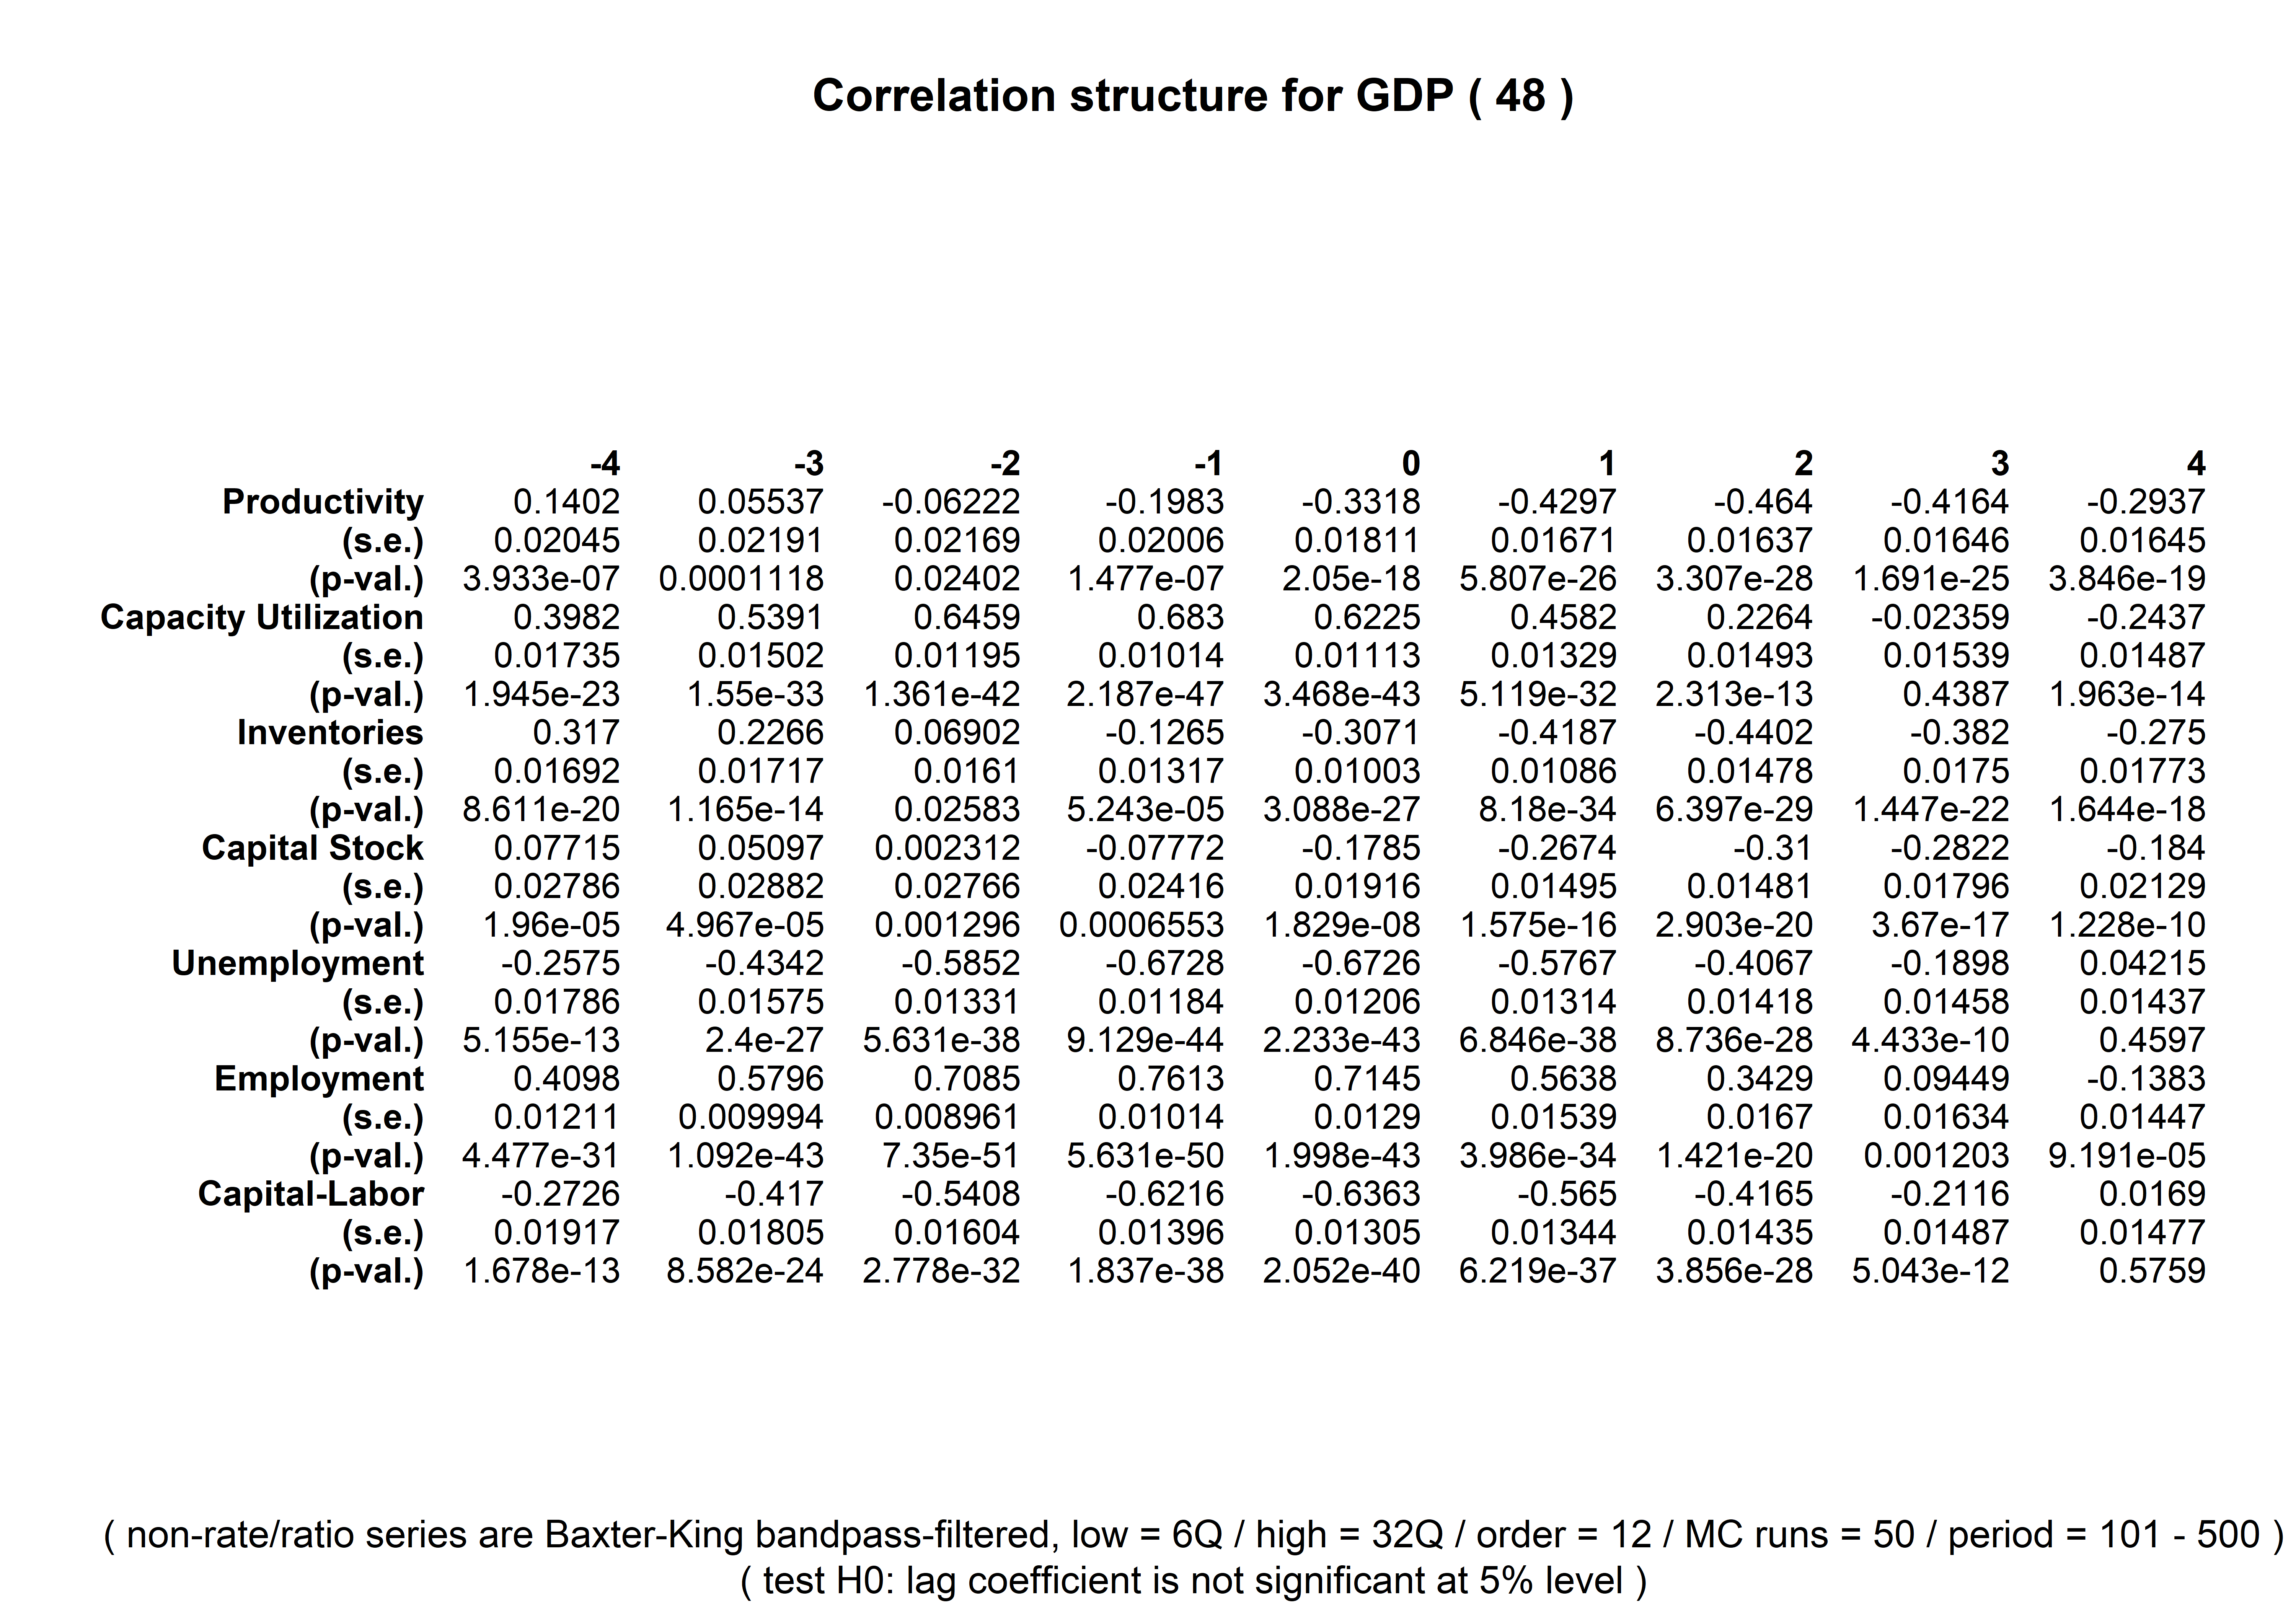 Correlation structure for GDP ( 48 )
-4 -3 -2 -1 0 1 2 3 4
Productivity 0.1402 0.05537 -0.06222 -0.1983 -0.3318 -0.4297 -0.464 -0.4164 -0.2937
(s.e.) 0.02045 0.02191 0.02169 0.02006 0.01811 0.01671 0.01637 0.01646 0.01645
(p-val.) 3.933e-07 0.0001118 0.02402 1.477e-07 2.05e-18 5.807e-26 3.307e-28 1.691e-25 3.846e-19
Capacity Utilization 0.3982 0.5391 0.6459 0.683 0.6225 0.4582 0.2264 -0.02359 -0.2437
(s.e.) 0.01735 0.01502 0.01195 0.01014 0.01113 0.01329 0.01493 0.01539 0.01487
(p-val.) 1.945e-23 1.55e-33 1.361e-42 2.187e-47 3.468e-43 5.119e-32 2.313e-13 0.4387 1.963e-14
Inventories 0.317 0.2266 0.06902 -0.1265 -0.3071 -0.4187 -0.4402 -0.382 -0.275
(s.e.) 0.01692 0.01717 0.0161 0.01317 0.01003 0.01086 0.01478 0.0175 0.01773
(p-val.) 8.611e-20 1.165e-14 0.02583 5.243e-05 3.088e-27 8.18e-34 6.397e-29 1.447e-22 1.644e-18
Capital Stock 0.07715 0.05097 0.002312 -0.07772 -0.1785 -0.2674 -0.31 -0.2822 -0.184
(s.e.) 0.02786 0.02882 0.02766 0.02416 0.01916 0.01495 0.01481 0.01796 0.02129
(p-val.) 1.96e-05 4.967e-05 0.001296 0.0006553 1.829e-08 1.575e-16 2.903e-20 3.67e-17 1.228e-10
Unemployment -0.2575 -0.4342 -0.5852 -0.6728 -0.6726 -0.5767 -0.4067 -0.1898 0.04215
(s.e.) 0.01786 0.01575 0.01331 0.01184 0.01206 0.01314 0.01418 0.01458 0.01437
(p-val.) 5.155e-13 2.4e-27 5.631e-38 9.129e-44 2.233e-43 6.846e-38 8.736e-28 4.433e-10 0.4597
Employment 0.4098 0.5796 0.7085 0.7613 0.7145 0.5638 0.3429 0.09449 -0.1383
(s.e.) 0.01211 0.009994 0.008961 0.01014 0.0129 0.01539 0.0167 0.01634 0.01447
(p-val.) 4.477e-31 1.092e-43 7.35e-51 5.631e-50 1.998e-43 3.986e-34 1.421e-20 0.001203 9.191e-05
Capital-Labor -0.2726 -0.417 -0.5408 -0.6216 -0.6363 -0.565 -0.4165 -0.2116 0.0169
(s.e.) 0.01917 0.01805 0.01604 0.01396 0.01305 0.01344 0.01435 0.01487 0.01477
(p-val.) 1.678e-13 8.582e-24 2.778e-32 1.837e-38 2.052e-40 6.219e-37 3.856e-28 5.043e-12 0.5759
( non-rate/ratio series are Baxter-King bandpass-filtered, low = 6Q / high = 32Q / order = 12 / MC runs = 50 / period = 101 - 500 )
( test H0: lag coefficient is not significant at 5% level )